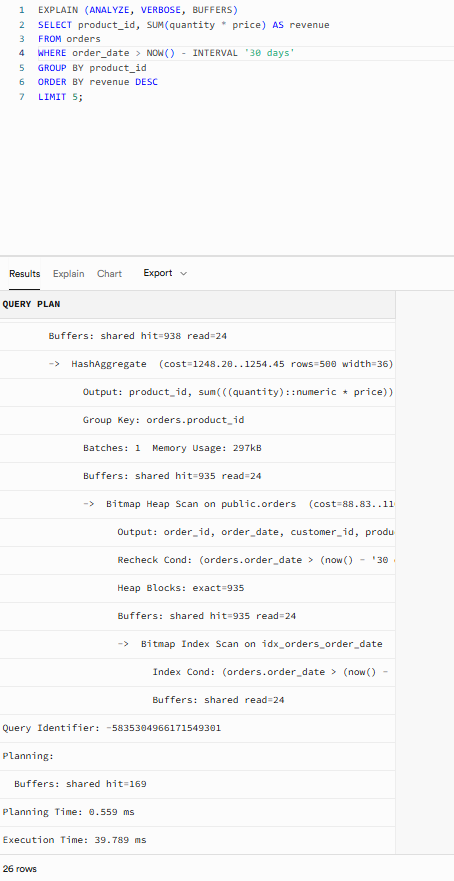 1 EXPLAIN (ANALYZE, VERBOSE, BUFFERS)
2 SELECT product_id, SUM(quantity * price) AS revenue
3 FROM orders
4 WHERE order_date > NOW() - INTERVAL '30 days'
5 GROUP BY product_id
6 ORDER BY revenue DESC
7 LIMIT 5;
Results Explain Chart Export
QUERY PLAN
Buffers: shared hit=938 read=24
-> HashAggregate (cost=1248.20..1254.45 rows=500 width=36)
Output: product_id, sum(((quantity)::numeric * price))
Group Key: orders.product_id
Batches: 1 Memory Usage: 297kB
Buffers: shared hit=935 read=24
-> Bitmap Heap Scan on public.orders (cost=88.83..11
Output: order_id, order_date, customer_id, produ
Recheck Cond: (orders.order_date > (now() - '30
Heap Blocks: exact=935
Buffers: shared hit=935 read=24
-> Bitmap Index Scan on idx_orders_order_date
Index Cond: (orders.order_date > (now() -
Buffers: shared read=24
Query Identifier: -5835304966171549301
Planning:
Buffers: shared hit=169
Planning Time: 0.559 ms
Execution Time: 39.789 ms
26 rows